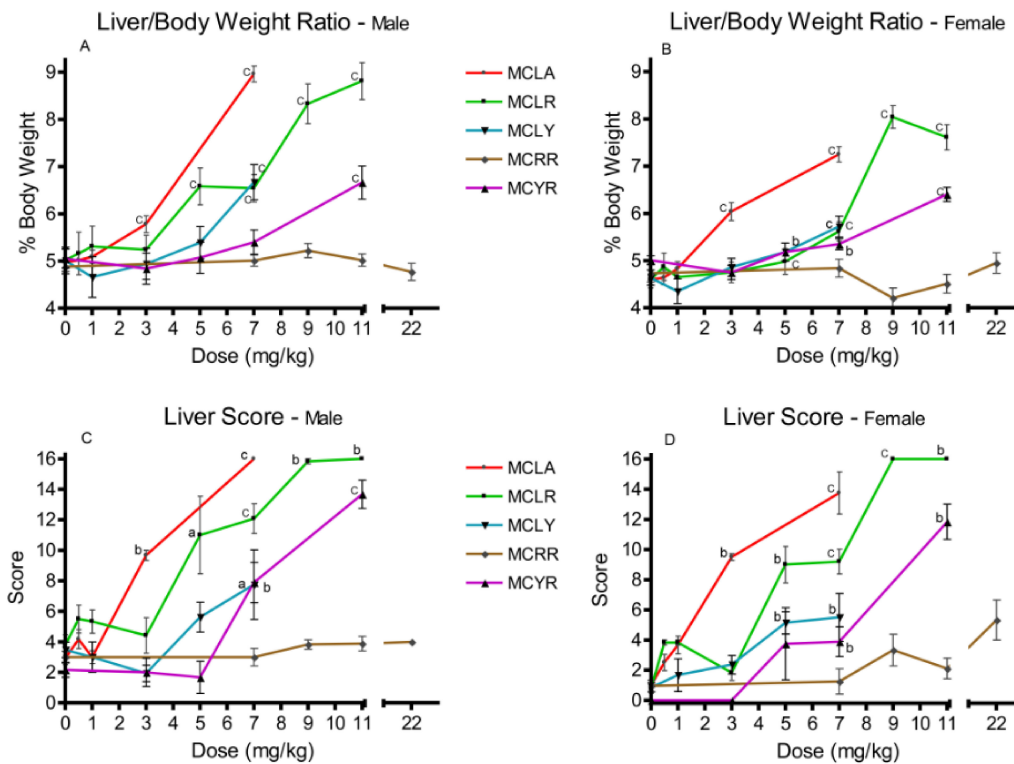 Liver/Body Weight Ratio - Male
A
% Body Weight
9
8
7
6
5
4
c
c
c
c
c
c
c
c
c
0 1 2 3 4 5 6 7 8 9 10 11 22
Dose (mg/kg)
MCLA
MCLR
MCLY
MCRR
MCYR
Liver/Body Weight Ratio - Female
B
% Body Weight
9
8
7
6
5
4
c
c
c
c
c
c
b
b
c
c
0 1 2 3 4 5 6 7 8 9 10 11 22
Dose (mg/kg)
Liver Score - Male
C
Score
16
14
12
10
8
6
4
2
0
c
b
b
b
a
c
a
b
c
0 1 2 3 4 5 6 7 8 9 10 11 22
Dose (mg/kg)
MCLA
MCLR
MCLY
MCRR
MCYR
Liver Score - Female
D
Score
16
14
12
10
8
6
4
2
0
c
b
c
b
b
c
b
b
b
b
0 1 2 3 4 5 6 7 8 9 10 11 22
Dose (mg/kg)